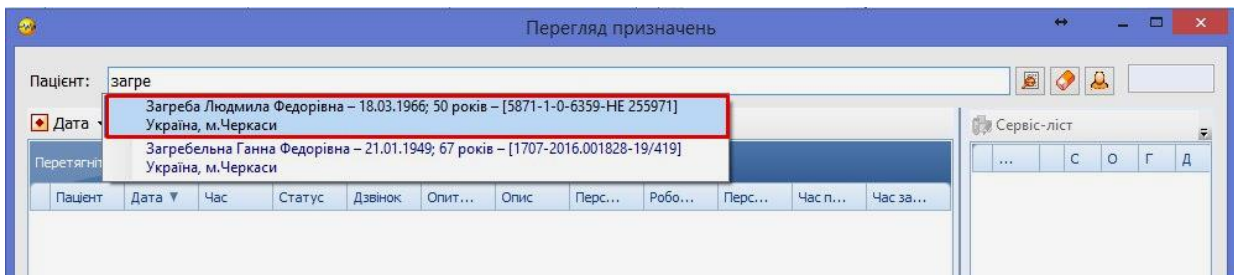 Перегляд призначень
Пацієнт: загре
Загреба Людмила Федорівна – 18.03.1966; 50 років – [5871-1-0-6359-НЕ 255971]
Україна, м.Черкаси
Загребельна Ганна Федорівна – 21.01.1949; 67 років – [1707-2016.001828-19/419]
Україна, м.Черкаси
Дата
Сервіс-ліст
Перетягніт
... С О Г Д
Пацієнт Дата Час Статус Дзвінок Опит... Опис Перс... Робо... Перс... Час п... Час за...